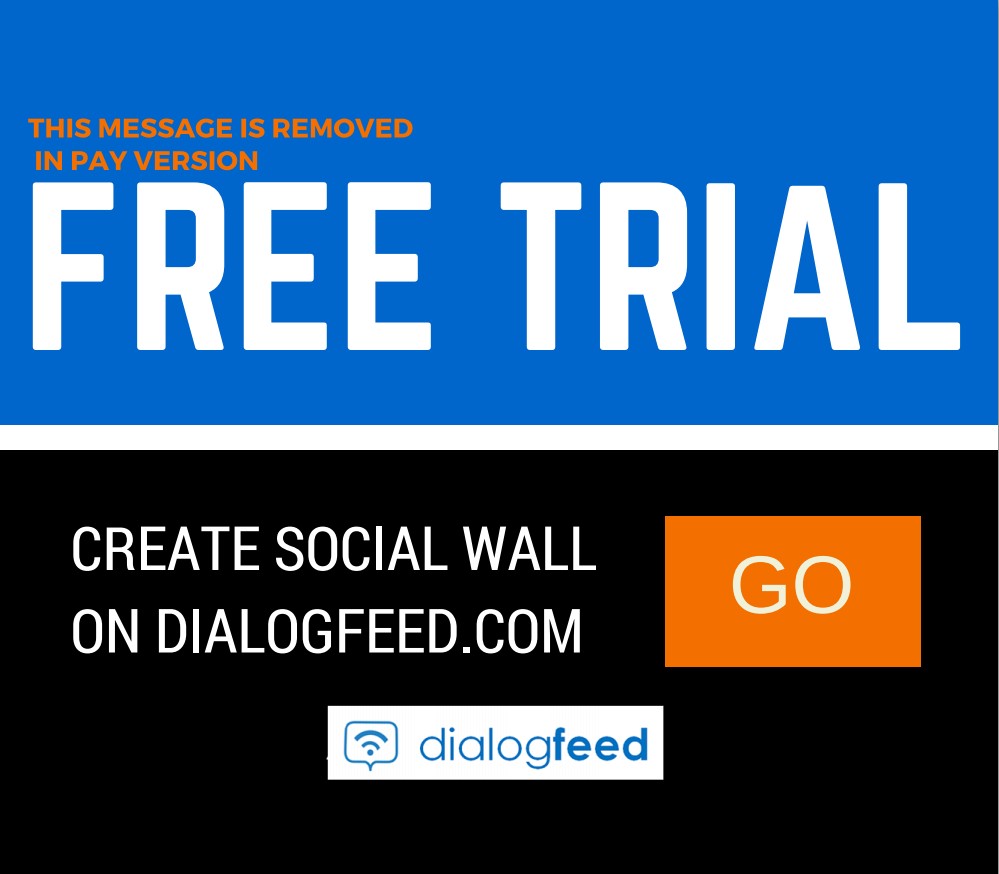 THIS MESSAGE IS REMOVED
IN PAY VERSION
FREE TRIAL
CREATE SOCIAL WALL
ON DIALOGFEED.COM
GO
dialogfeed